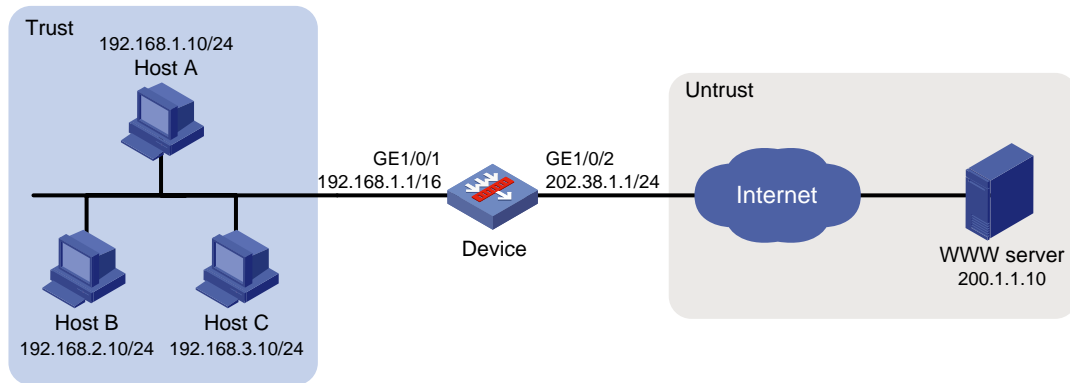 Trust
192.168.1.10/24
Host A
Host B
192.168.2.10/24
Host C
192.168.3.10/24
GE1/0/1
192.168.1.1/16
Device
GE1/0/2
202.38.1.1/24
Untrust
Internet
WWW server
200.1.1.10